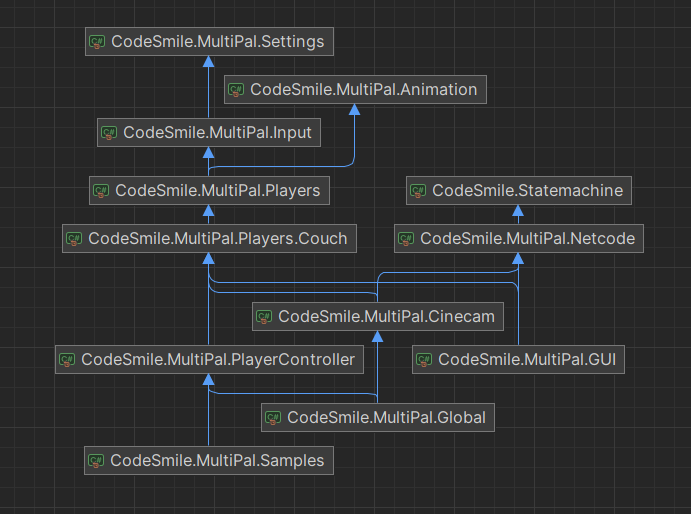 CodeSmile.MultiPal.Settings
CodeSmile.MultiPal.Animation
CodeSmile.MultiPal.Input
CodeSmile.MultiPal.Players
CodeSmile.Statemachine
CodeSmile.MultiPal.Players.Couch
CodeSmile.MultiPal.Netcode
CodeSmile.MultiPal.Cinecam
CodeSmile.MultiPal.PlayerController
CodeSmile.MultiPal.GUI
CodeSmile.MultiPal.Global
CodeSmile.MultiPal.Samples